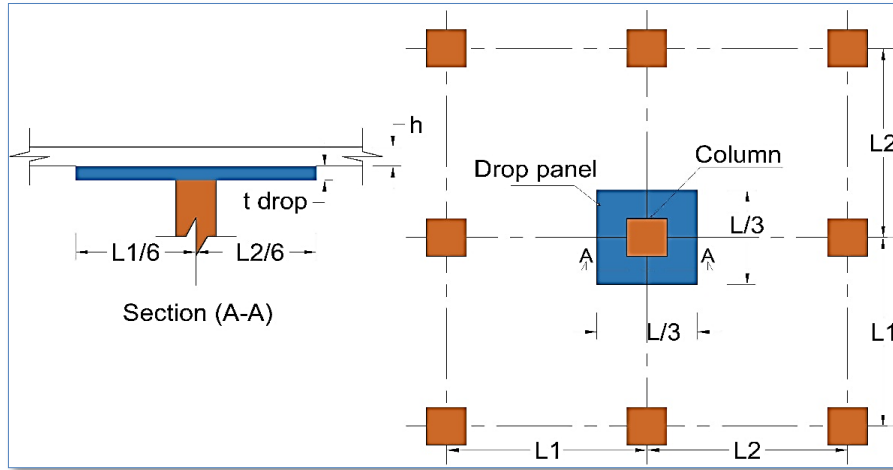 h
t drop
L1/6
L2/6
Section (A-A)
Drop panel
Column
L/3
A
A
L/3
L2
L1
L1
L2